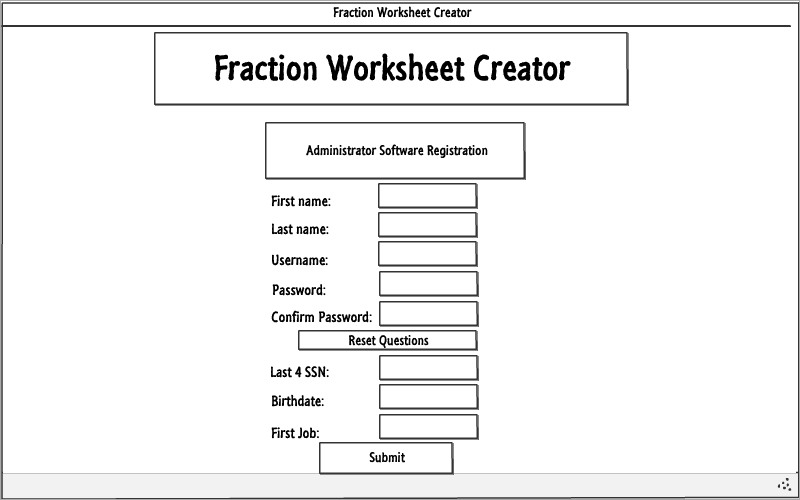 Fraction Worksheet Creator
Fraction Worksheet Creator
Administrator Software Registration
First name:
Last name:
Username:
Password:
Confirm Password:
Reset Questions
Last 4 SSN:
Birthdate:
First Job:
Submit